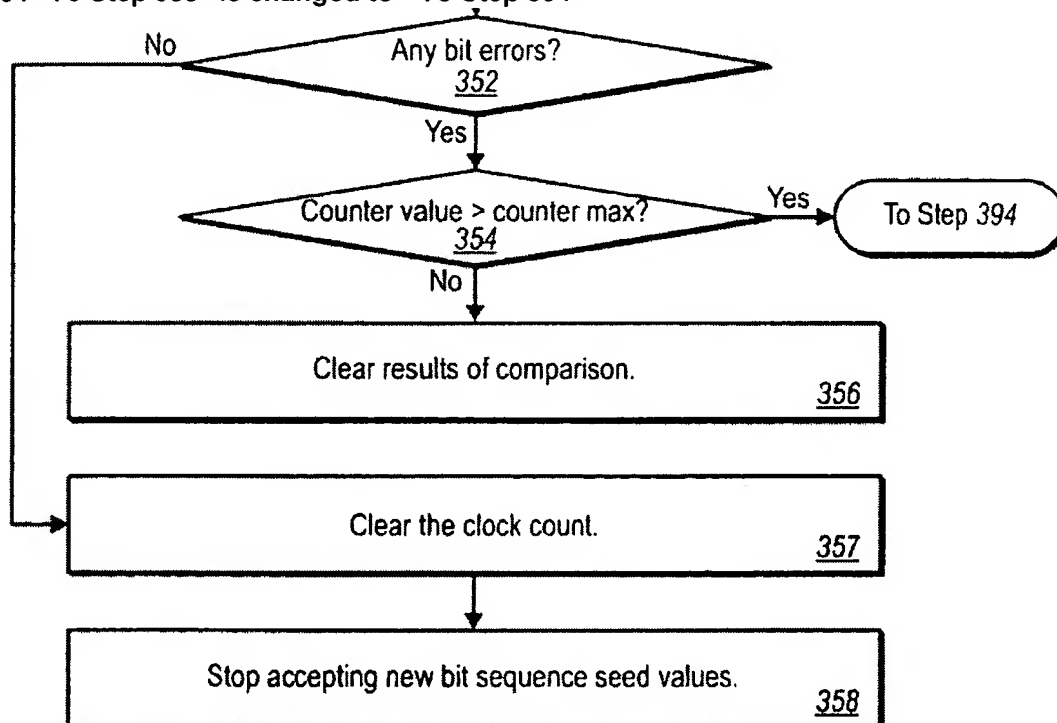 No
Any bit errors?
352
Yes
Counter value > counter max?
354
Yes
To Step 394
No
Clear results of comparison.
356
Clear the clock count.
357
Stop accepting new bit sequence seed values.
358